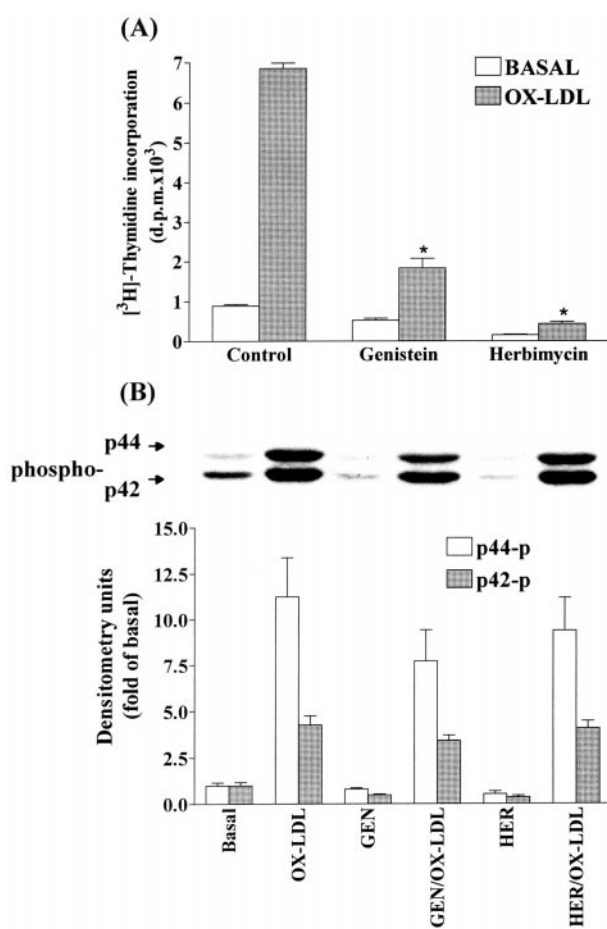 (A)
[³H]-Thymidine incorporation
(d.p.m.x10³)
7
6
5
4
3
2
1
0
BASAL
OX-LDL
*
*
Control Genistein Herbimycin
(B)
p44
phospho-
p42
Densitometry units
(fold of basal)
15.0
12.5
10.0
7.5
5.0
2.5
0.0
p44-p
p42-p
Basal
OX-LDL
GEN
GEN/OX-LDL
HER
HER/OX-LDL